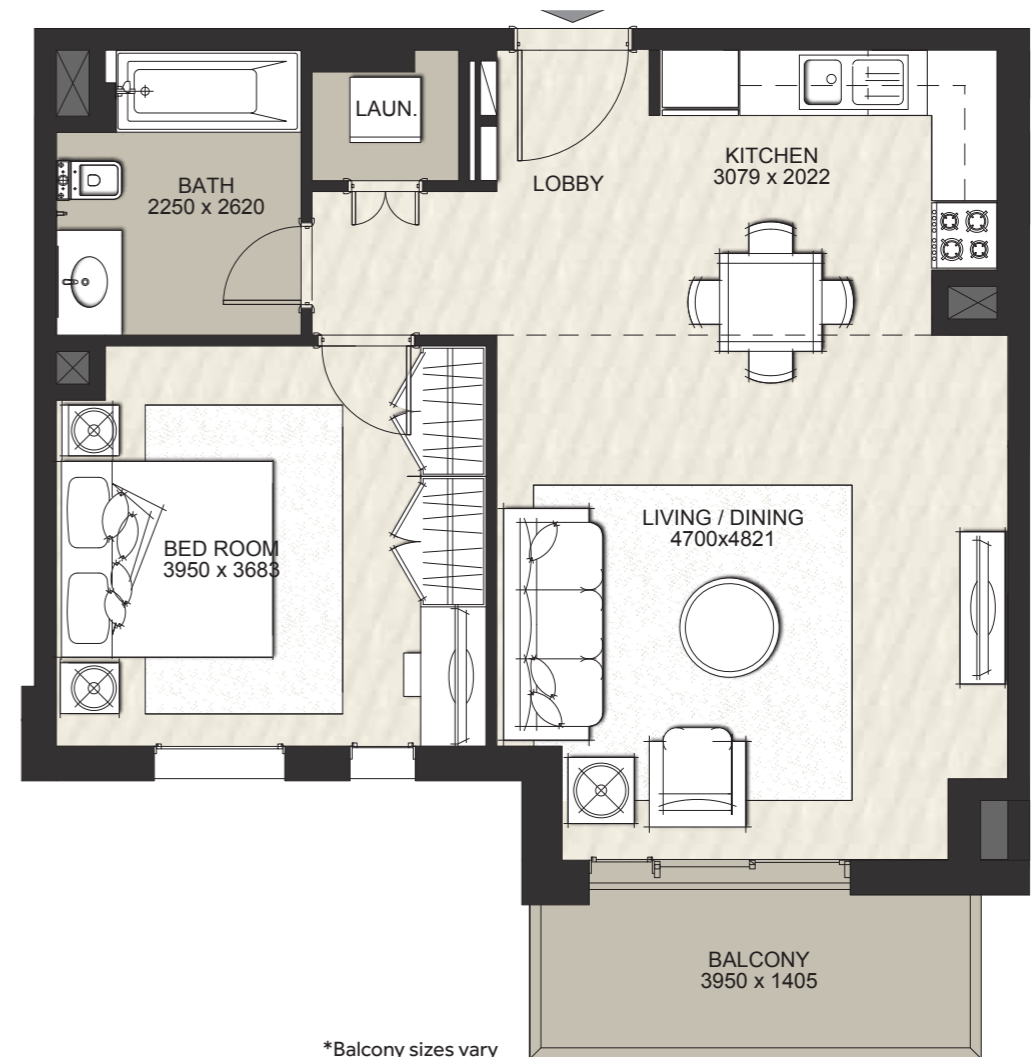 LAUN.
KITCHEN
3079 x 2022
BATH
2250 x 2620
LOBBY
LIVING / DINING
4700x4821
BED ROOM
3950 x 3683
BALCONY
3950 x 1405
*Balcony sizes vary